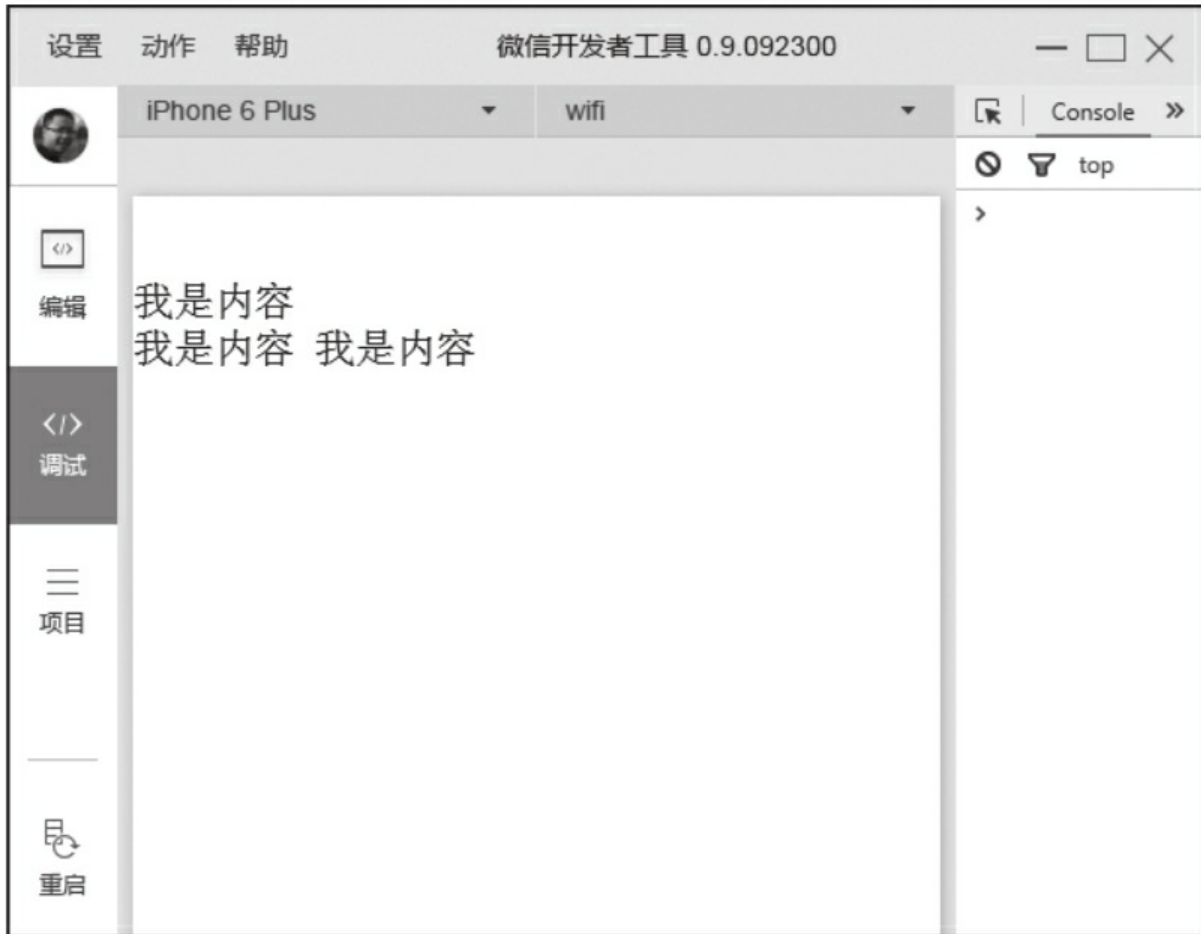 设置 动作 帮助 微信开发者工具 0.9.092300
iPhone 6 Plus wifi Console »
top
>
编辑
我是内容
我是内容 我是内容
</>
调试
项目
重启